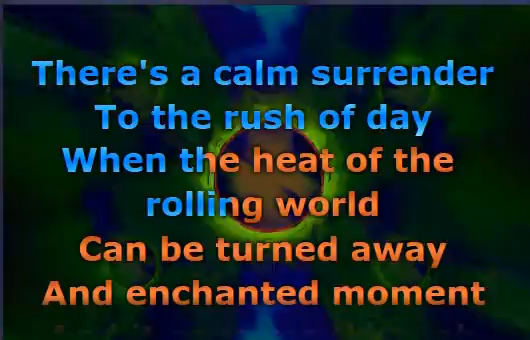 There's a calm surrender
To the rush of day
When the heat of the
rolling world
Can be turned away
And enchanted moment